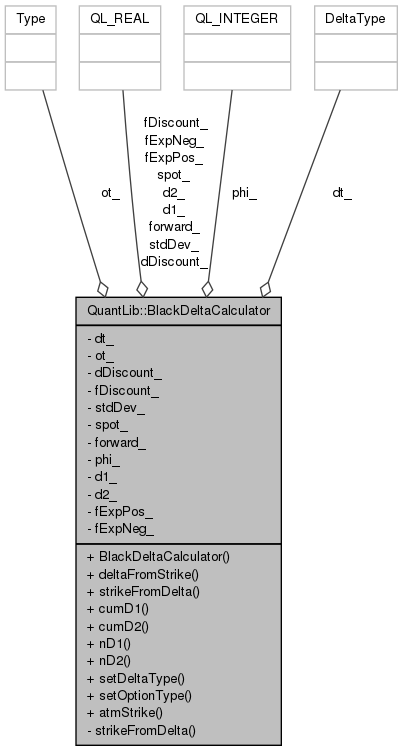 Type
QL_REAL
QL_INTEGER
DeltaType
ot_
fDiscount_
fExpNeg_
fExpPos_
spot_
d2_
d1_
forward_
stdDev_
dDiscount_
phi_
dt_
QuantLib::BlackDeltaCalculator
- dt_
- ot_
- dDiscount_
- fDiscount_
- stdDev_
- spot_
- forward_
- phi_
- d1_
- d2_
- fExpPos_
- fExpNeg_
+ BlackDeltaCalculator()
+ deltaFromStrike()
+ strikeFromDelta()
+ cumD1()
+ cumD2()
+ nD1()
+ nD2()
+ setDeltaType()
+ setOptionType()
+ atmStrike()
- strikeFromDelta()